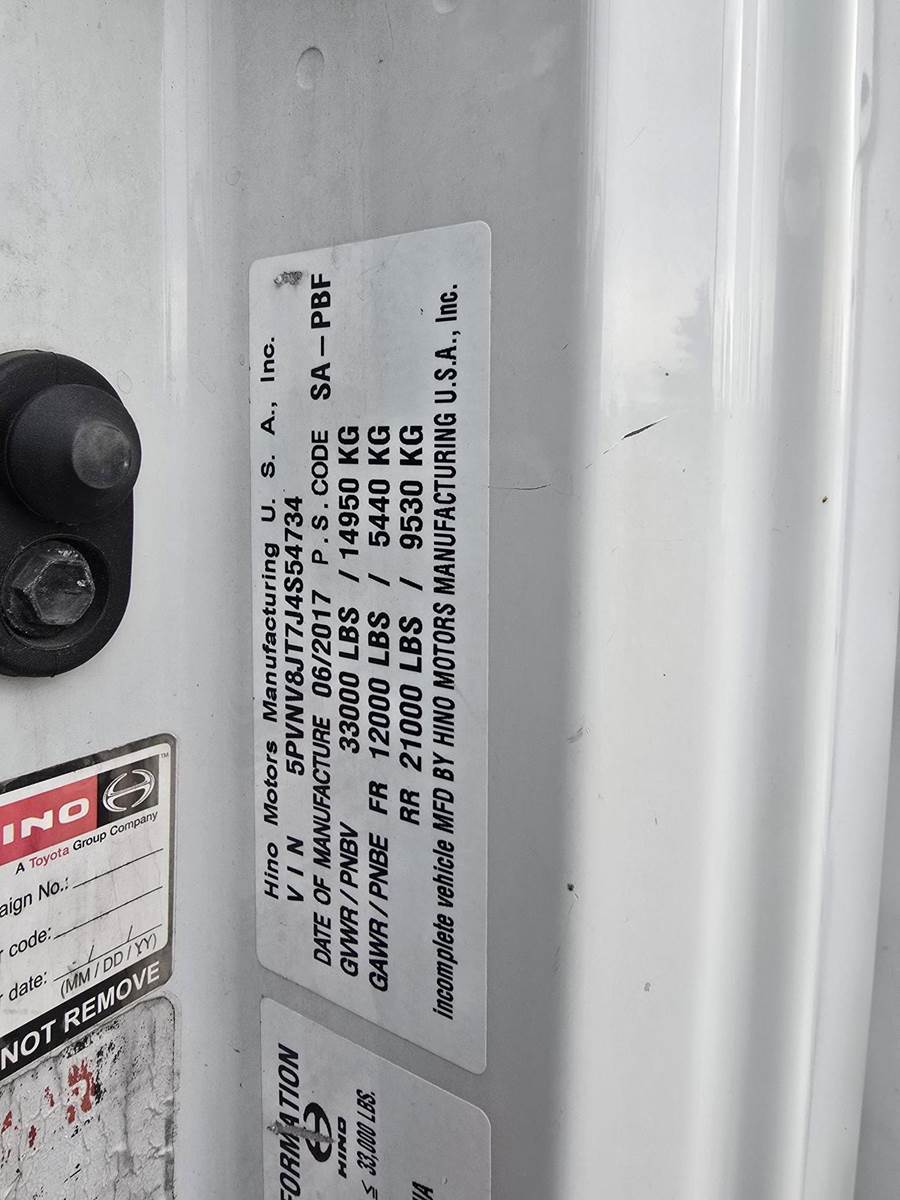 Hino Motors Manufacturing U. S. A., Inc.
VIN 5PVNV8JT7J4S54734
DATE OF MANUFACTURE 06/2017 P.S.CODE SA-PBF
GVWR/PNBV 33000 LBS / 14950 KG
GAWR/PNBE FR 12000 LBS / 5440 KG
RR 21000 LBS / 9530 KG
incomplete vehicle MFD BY HINO MOTORS MANUFACTURING U.S.A., Inc.
INO
TM
A Toyota Group Company
aign No.:
r code:
r date: / /
(MM / DD / YY)
NOT REMOVE
FORMATION
HINO
≤ 33,000 LBS.